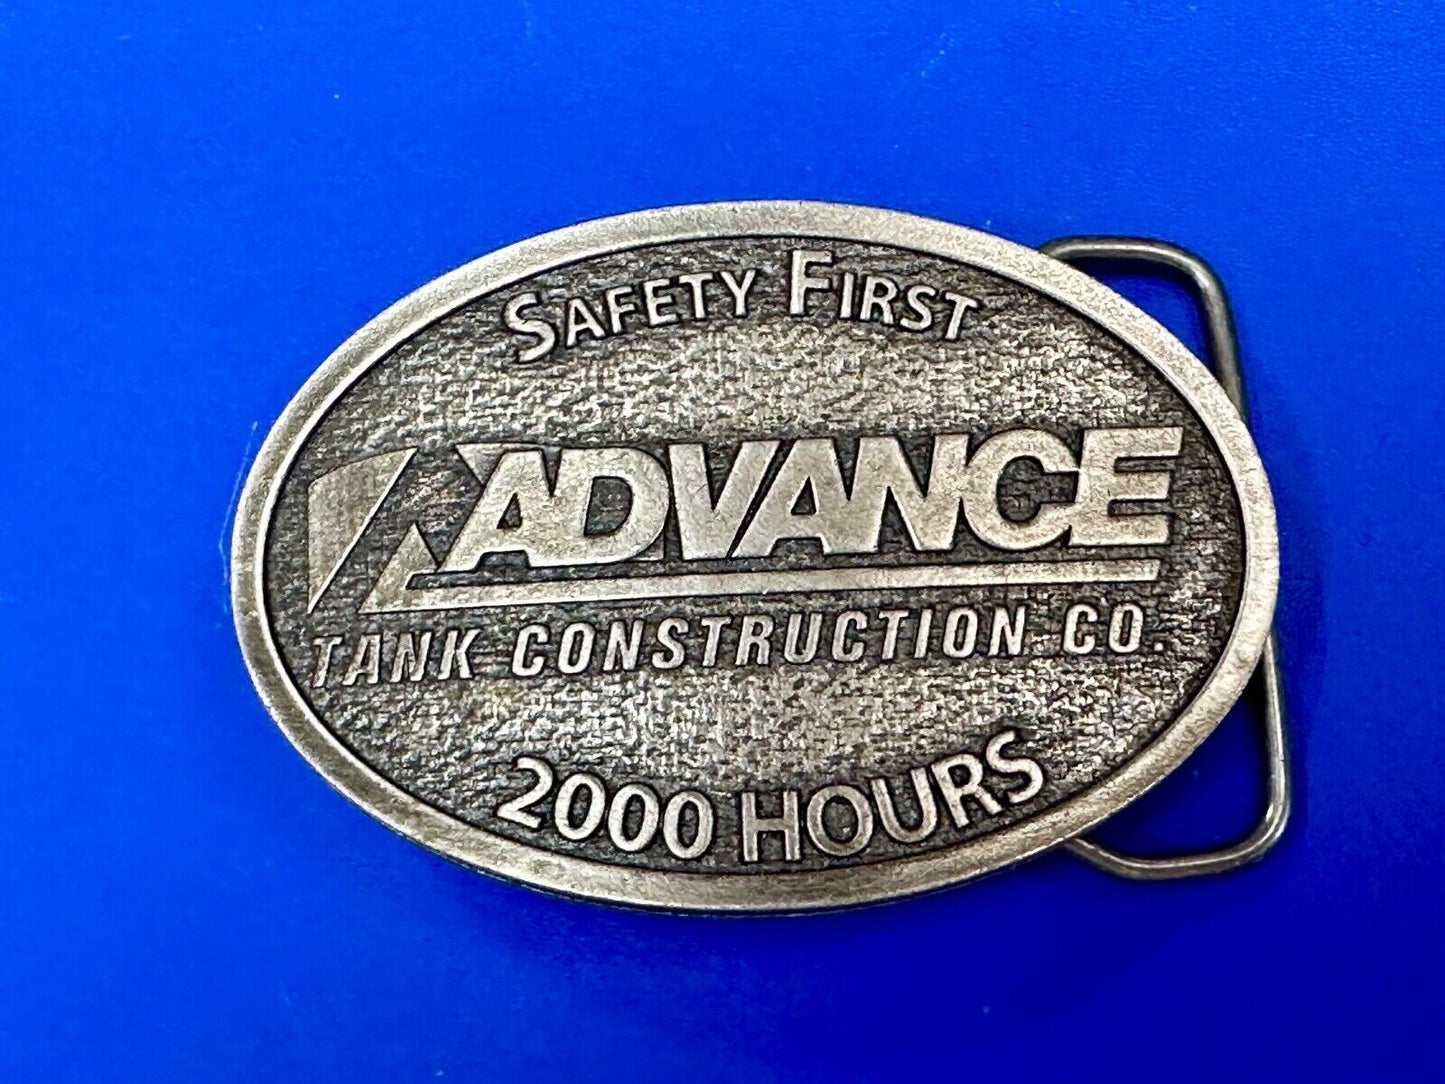 SAFETY FIRST
ADVANCE
TANK CONSTRUCTION CO.
2000 HOURS